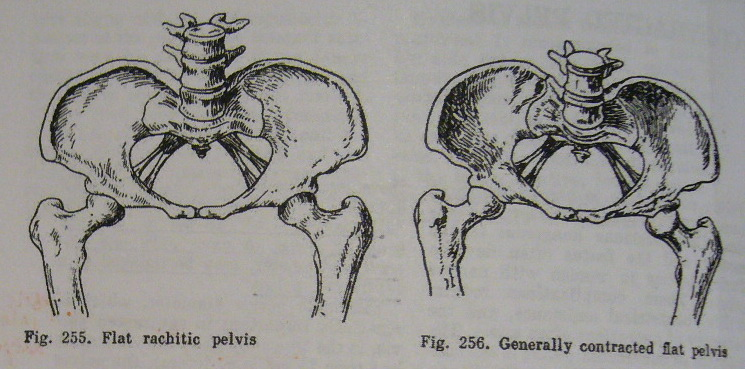 Fig. 255. Flat rachitic pelvis
Fig. 256. Generally contracted flat pelvis